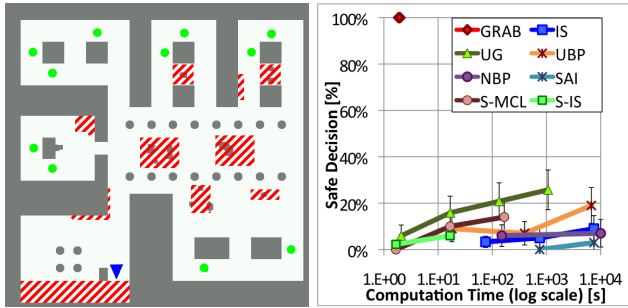 100%
80%
60%
40%
20%
0%
Safe Decision [%]
GRAB IS
UG UBP
NBP SAI
S-MCL S-IS
1.E+00 1.E+01 1.E+02 1.E+03 1.E+04
Computation Time (log scale) [s]